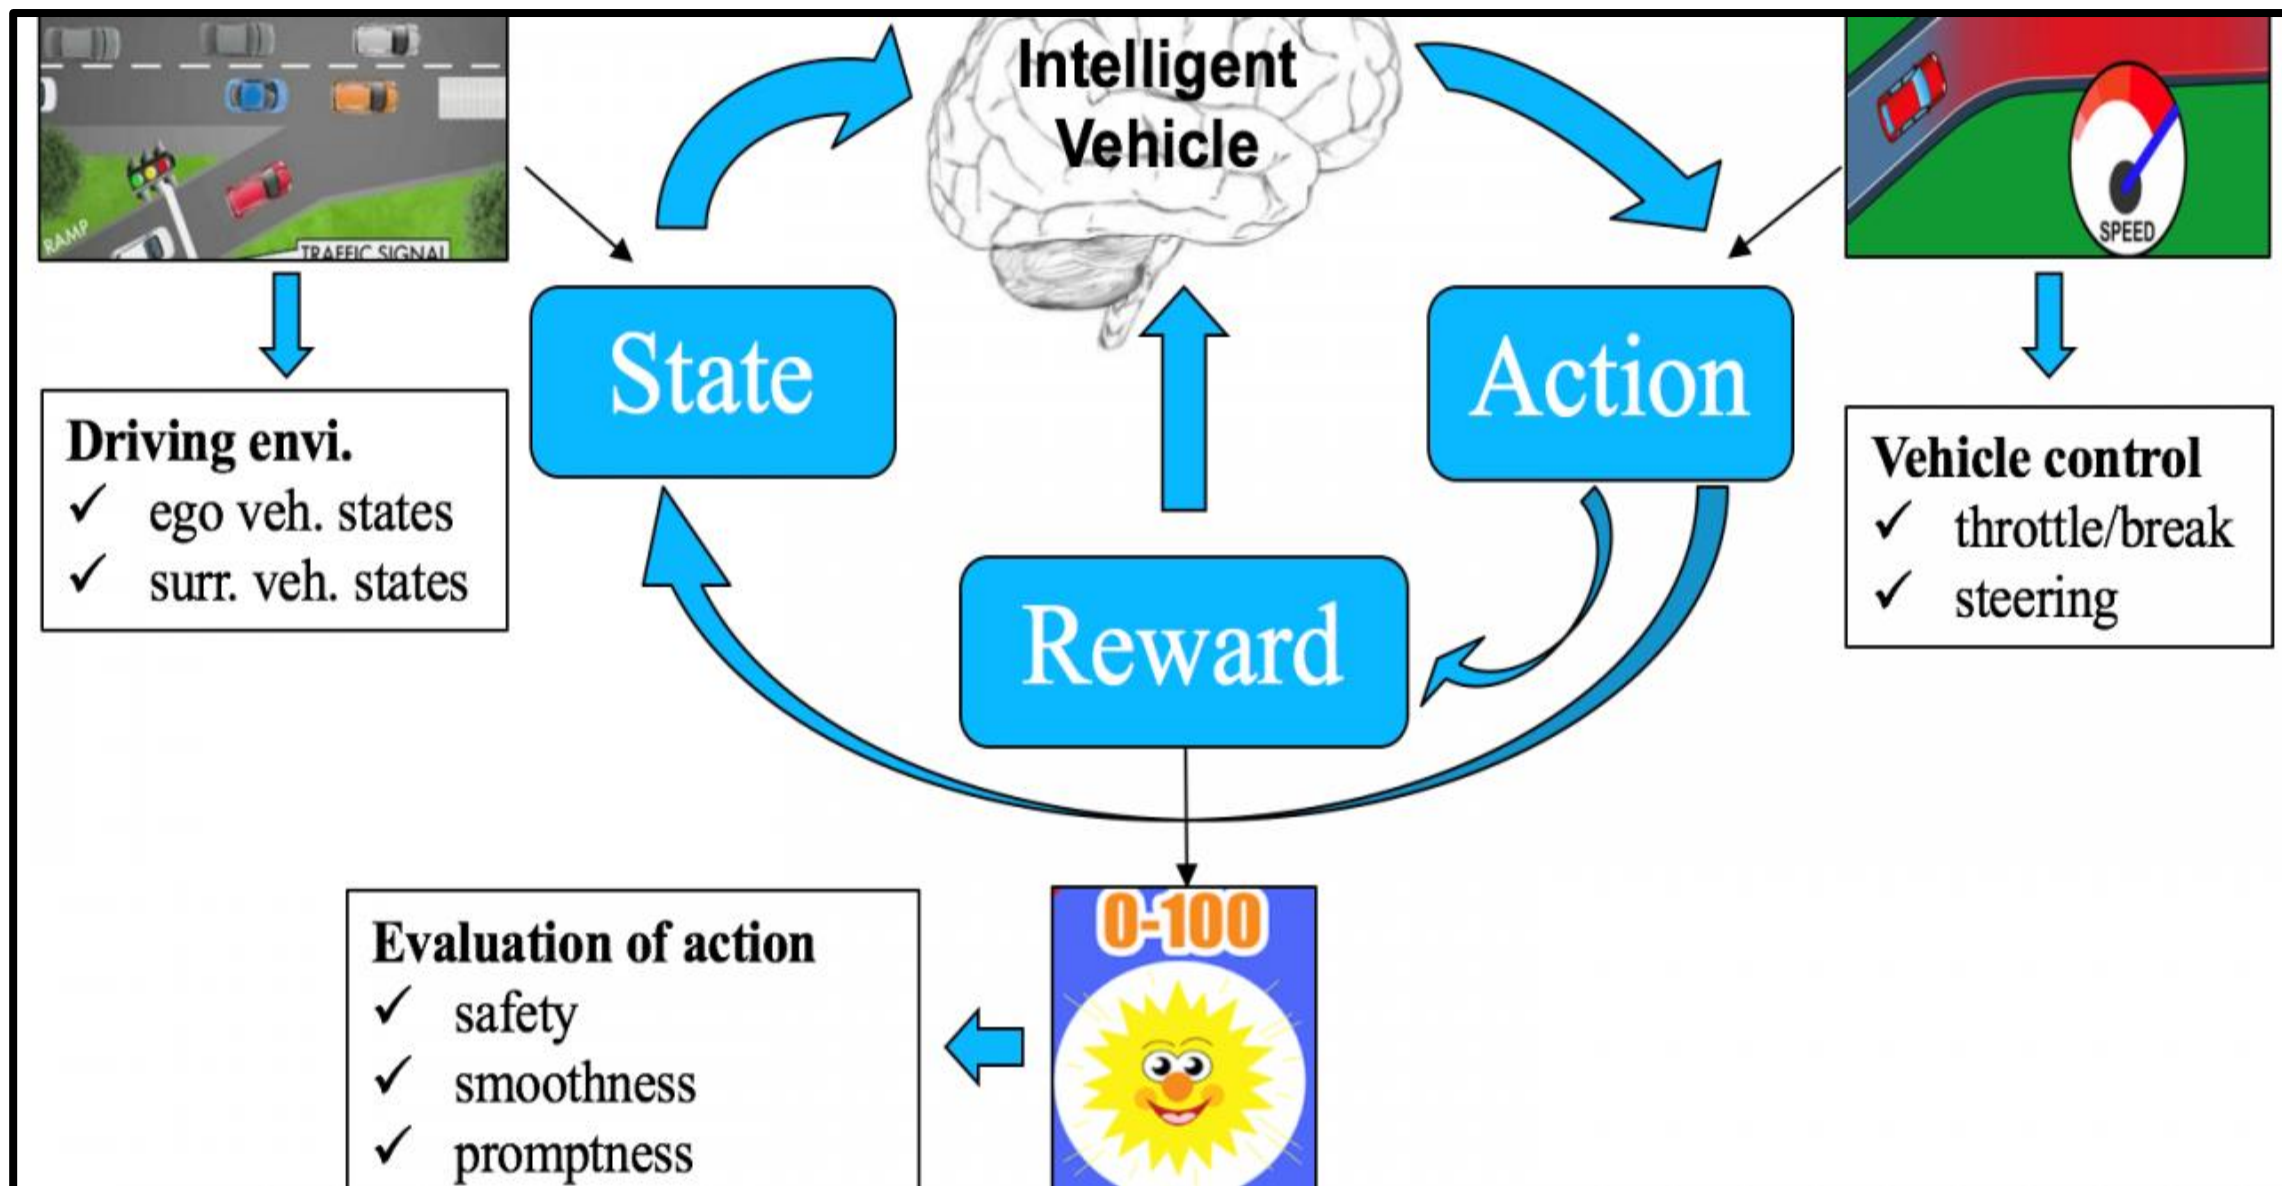 Intelligent
Vehicle
RAMP
TRAFFIC SIGNAL
SPEED
State
Action
Driving envi.
✓ ego veh. states
✓ surr. veh. states
Vehicle control
✓ throttle/break
✓ steering
Reward
0-100
Evaluation of action
✓ safety
✓ smoothness
✓ promptness